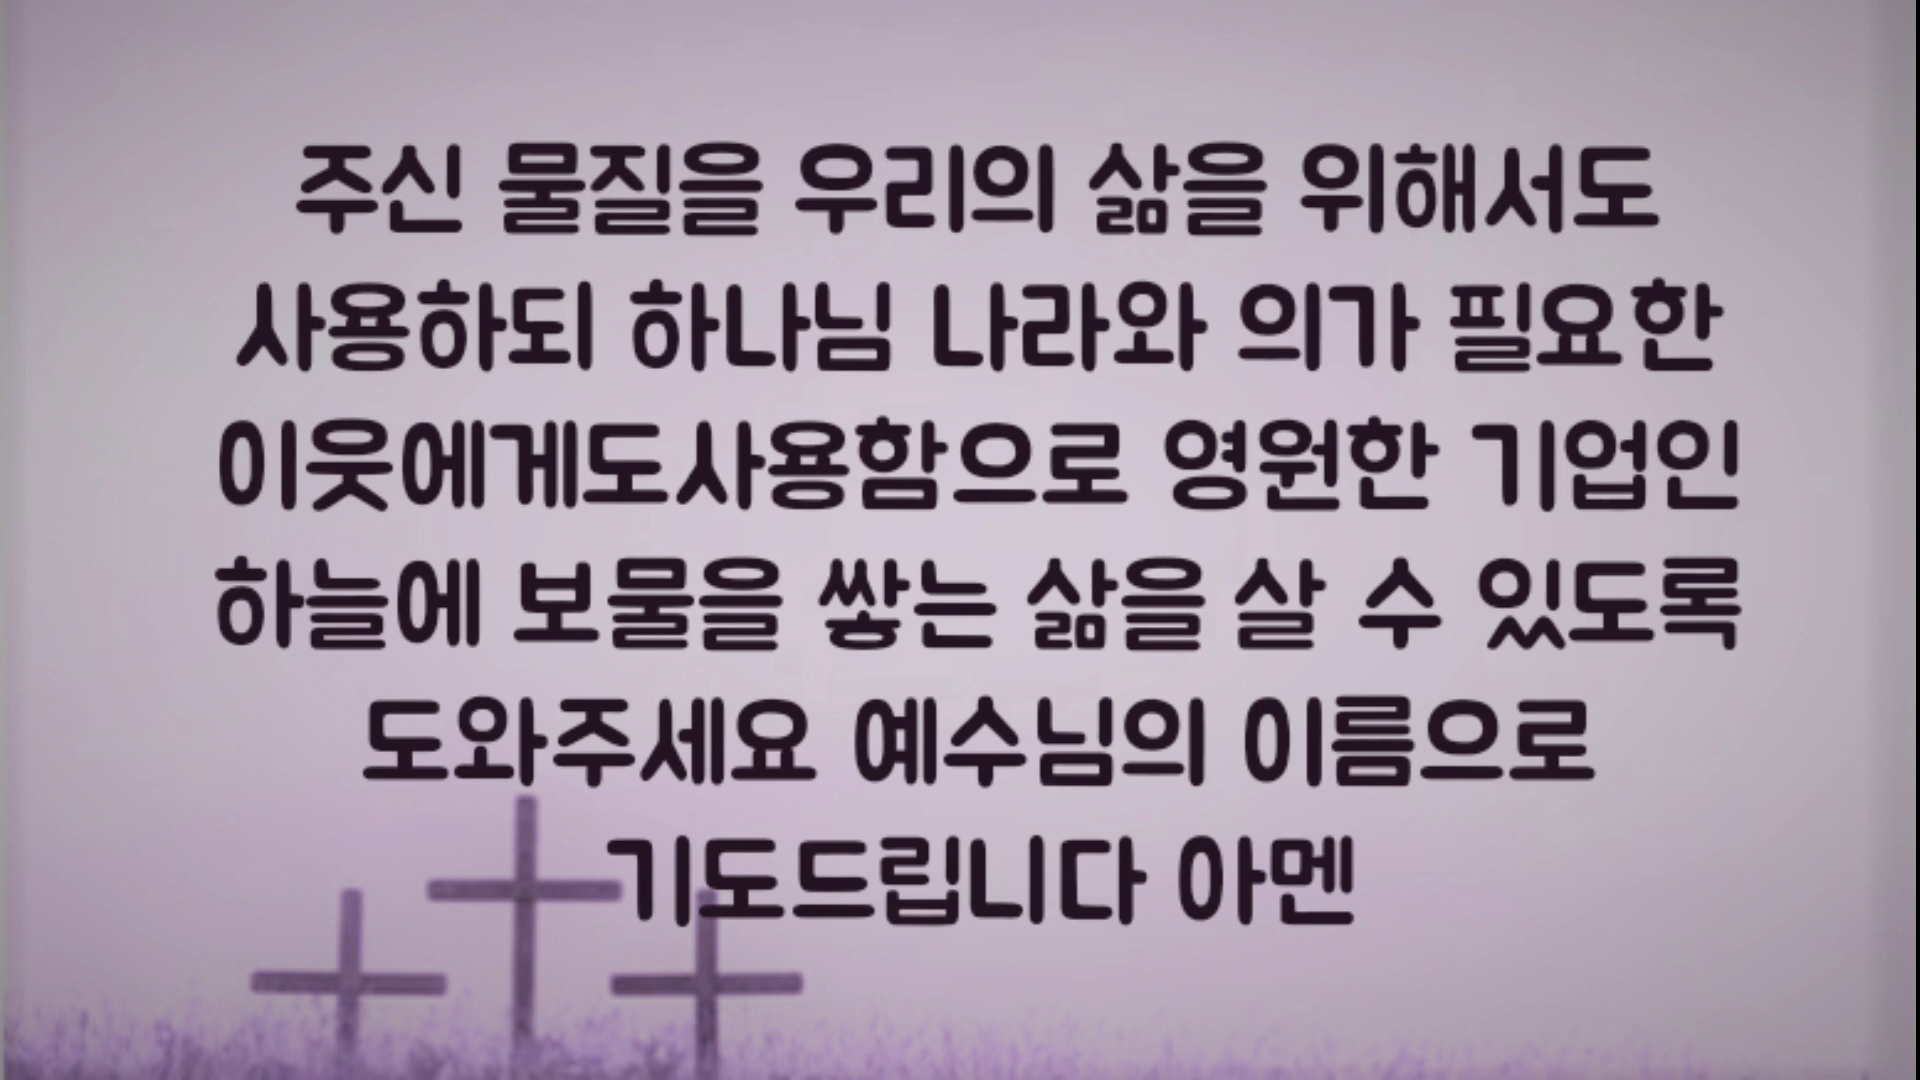 주신 물질을 우리의 삶을 위해서도
사용하되 하나님 나라와 의가 필요한
이웃에게도사용함으로 영원한 기업인
하늘에 보물을 쌓는 삶을 살 수 있도록
도와주세요 예수님의 이름으로
기도드립니다 아멘